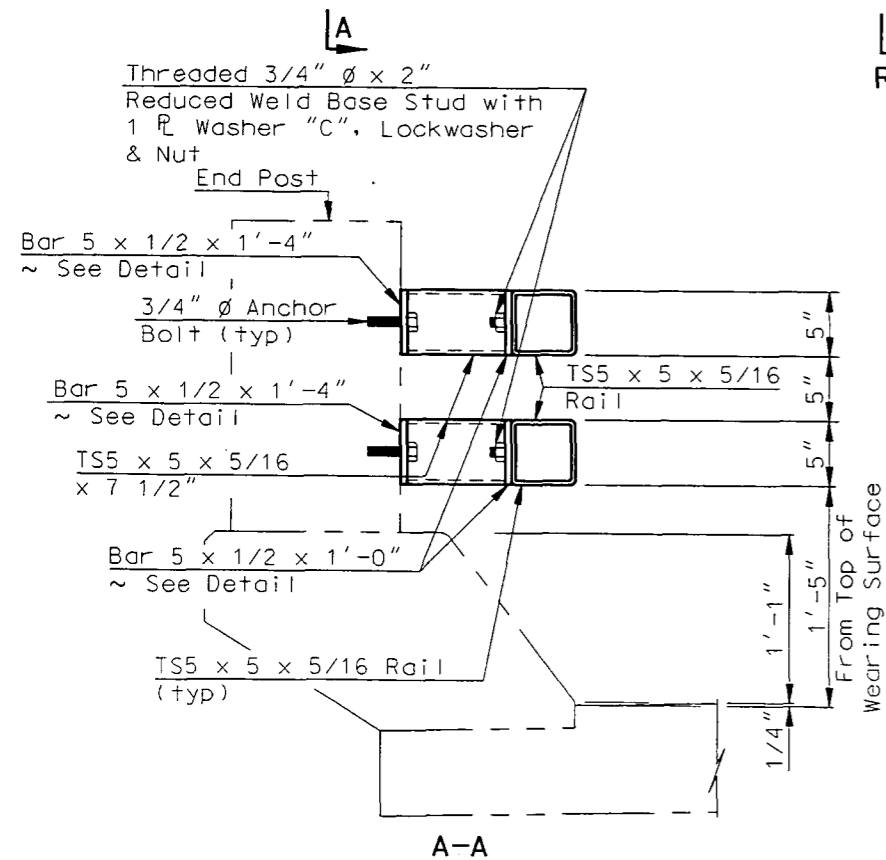 A
R
Threaded 3/4" Ø x 2"
Reduced Weld Base Stud with
1 ℙL Washer "C", Lockwasher
& Nut
End Post
Bar 5 x 1/2 x 1'-4"
~ See Detail
3/4" Ø Anchor
Bolt (typ)
Bar 5 x 1/2 x 1'-4"
~ See Detail
TS5 x 5 x 5/16
x 7 1/2"
Bar 5 x 1/2 x 1'-0"
~ See Detail
TS5 x 5 x 5/16 Rail
(typ)
TS5 x 5 x 5/16
Rail
5"
5"
5"
1'-1"
1'-5"
From Top of
Wearing Surface
1/4"
A-A